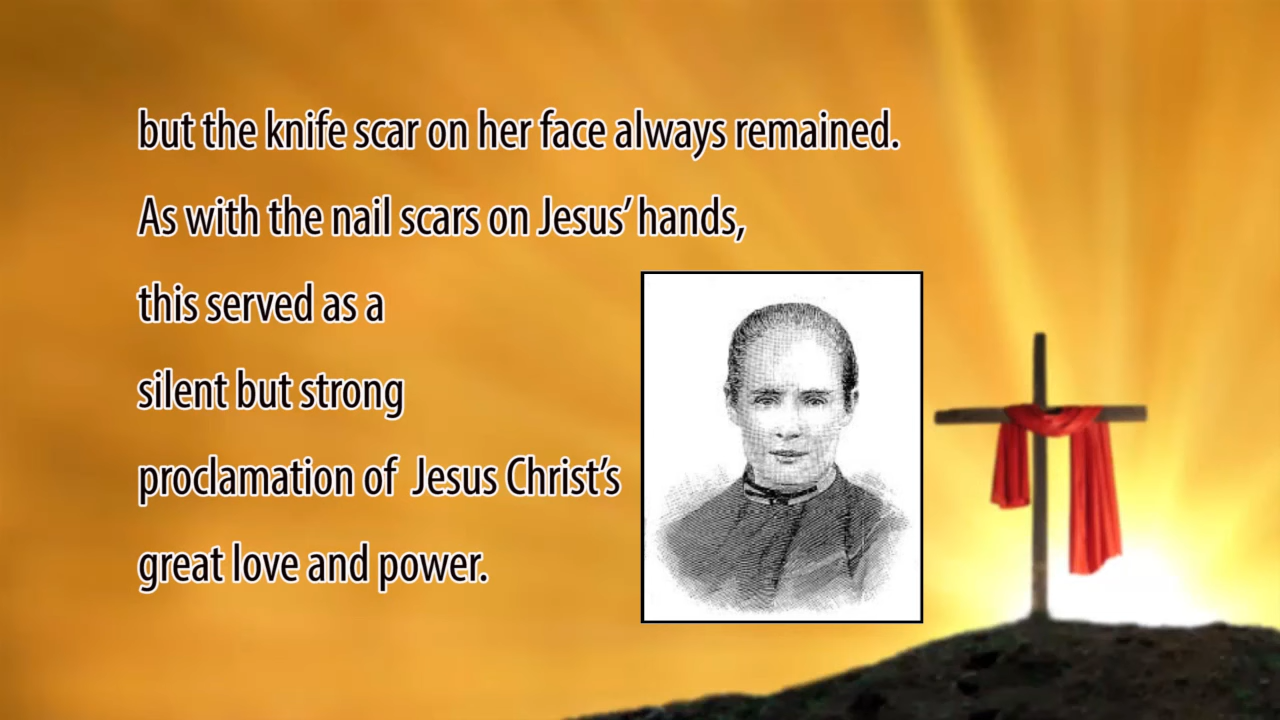 but the knife scar on her face always remained.
As with the nail scars on Jesus’ hands,
this served as a
silent but strong
proclamation of Jesus Christ’s
great love and power.